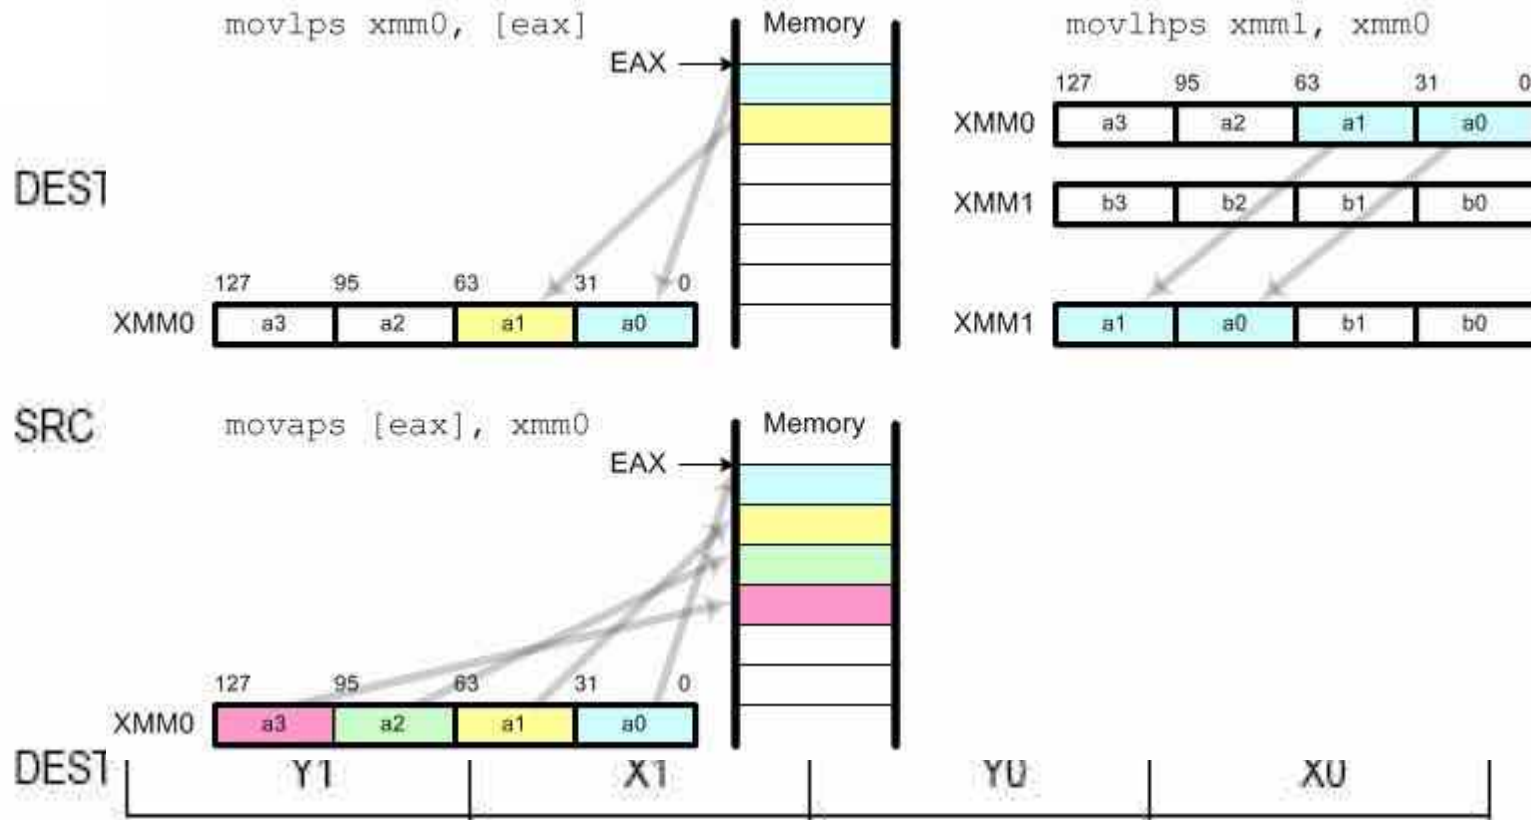 movlps xmm0, [eax]
Memory
movlhps xmm1, xmm0
EAX
127 95 63 31 0
XMM0 a3 a2 a1 a0
DEST
XMM1 b3 b2 b1 b0
127 95 63 31 0
XMM0 a3 a2 a1 a0
XMM1 a1 a0 b1 b0
SRC
movaps [eax], xmm0
Memory
EAX
127 95 63 31 0
XMM0 a3 a2 a1 a0
DEST Y1 X1 Y0 X0